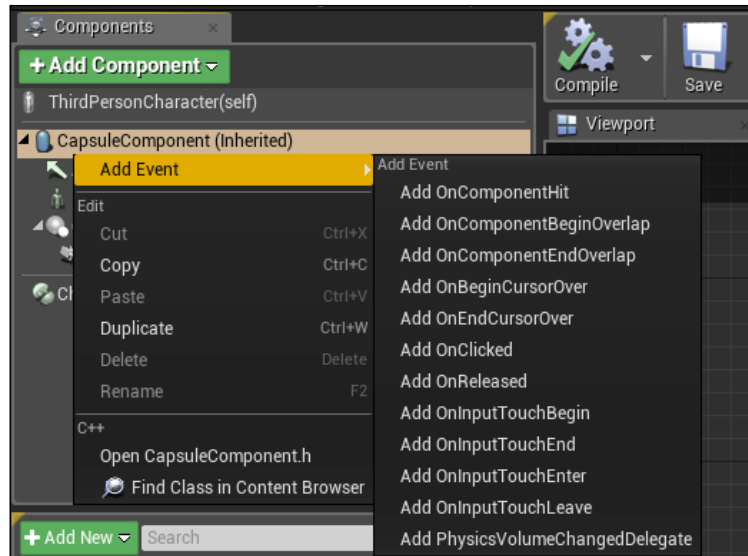 Components
+ Add Component
ThirdPersonCharacter(self)
CapsuleComponent (Inherited)
Add Event
Edit
Cut Ctrl+X
Copy Ctrl+C
Paste Ctrl+V
Duplicate Ctrl+W
Delete Delete
Rename F2
C++
Open CapsuleComponent.h
Find Class in Content Browser
Ch
+ Add New
Search
Add Event
Add OnComponentHit
Add OnComponentBeginOverlap
Add OnComponentEndOverlap
Add OnBeginCursorOver
Add OnEndCursorOver
Add OnClicked
Add OnReleased
Add OnInputTouchBegin
Add OnInputTouchEnd
Add OnInputTouchEnter
Add OnInputTouchLeave
Add PhysicsVolumeChangedDelegate
Compile
Save
Viewport